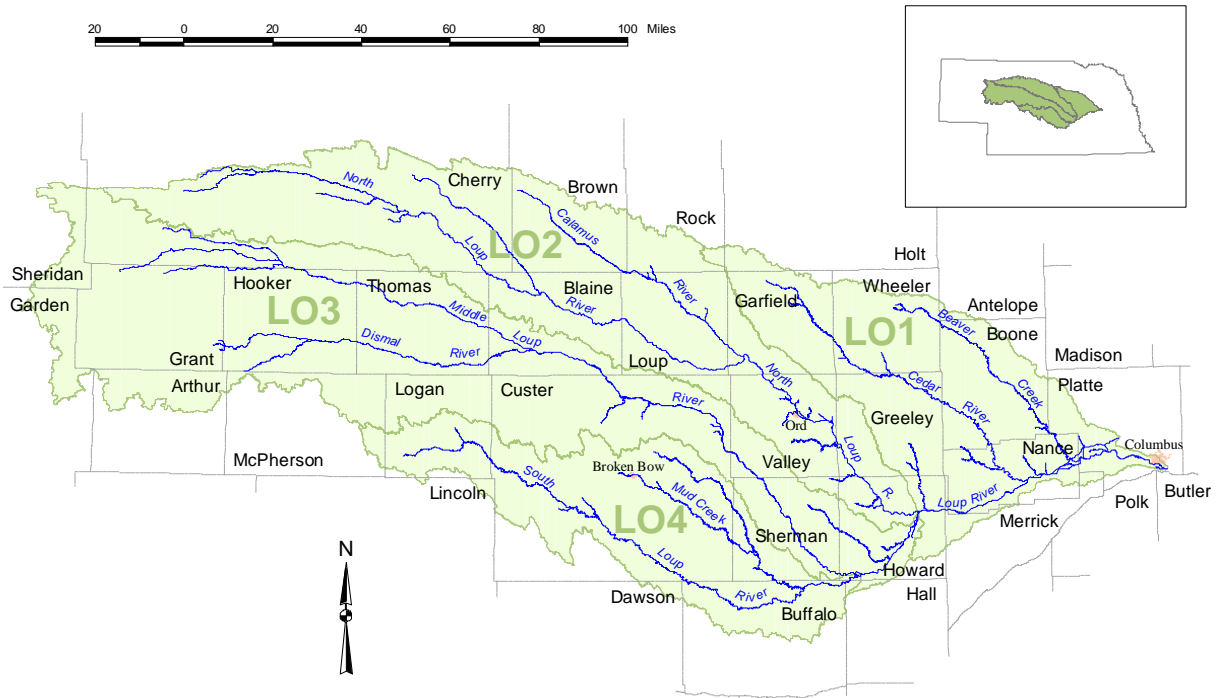 20 0 20 40 60 80 100 Miles
Cherry
Brown
North
Calamus
Rock
Loup
LO2
Holt
Sheridan
Hooker
Thomas
Blaine
River
Garfield
Wheeler
Garden
River
Antelope
LO3
Middle
Beaver
LO1
Boone
Dismal
Loup
Madison
Grant
River
Loup
North
Cedar
Creek
Platte
Arthur
Logan
Custer
River
River
Greeley
Ord
Loup
Nance
Columbus
McPherson
Broken Bow
Valley
Lincoln
South
Mud Creek
R.
Loup River
Butler
Polk
LO4
Merrick
Sherman
N
Loup
Howard
Dawson
River
Hall
Buffalo